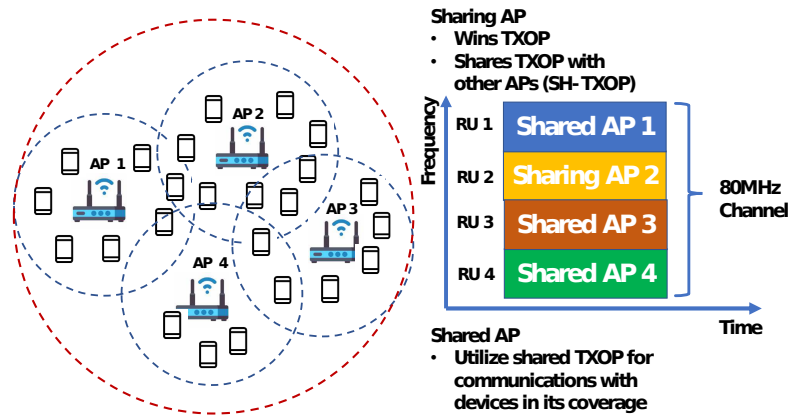 Sharing AP
• Wins TXOP
• Shares TXOP with
other APs (SH-TXOP)
AP 1
AP 2
AP 3
AP 4
Frequency
RU 1
Shared AP 1
RU 2
Sharing AP 2
RU 3
Shared AP 3
RU 4
Shared AP 4
80MHz
Channel
Time
Shared AP
• Utilize shared TXOP for
communications with
devices in its coverage